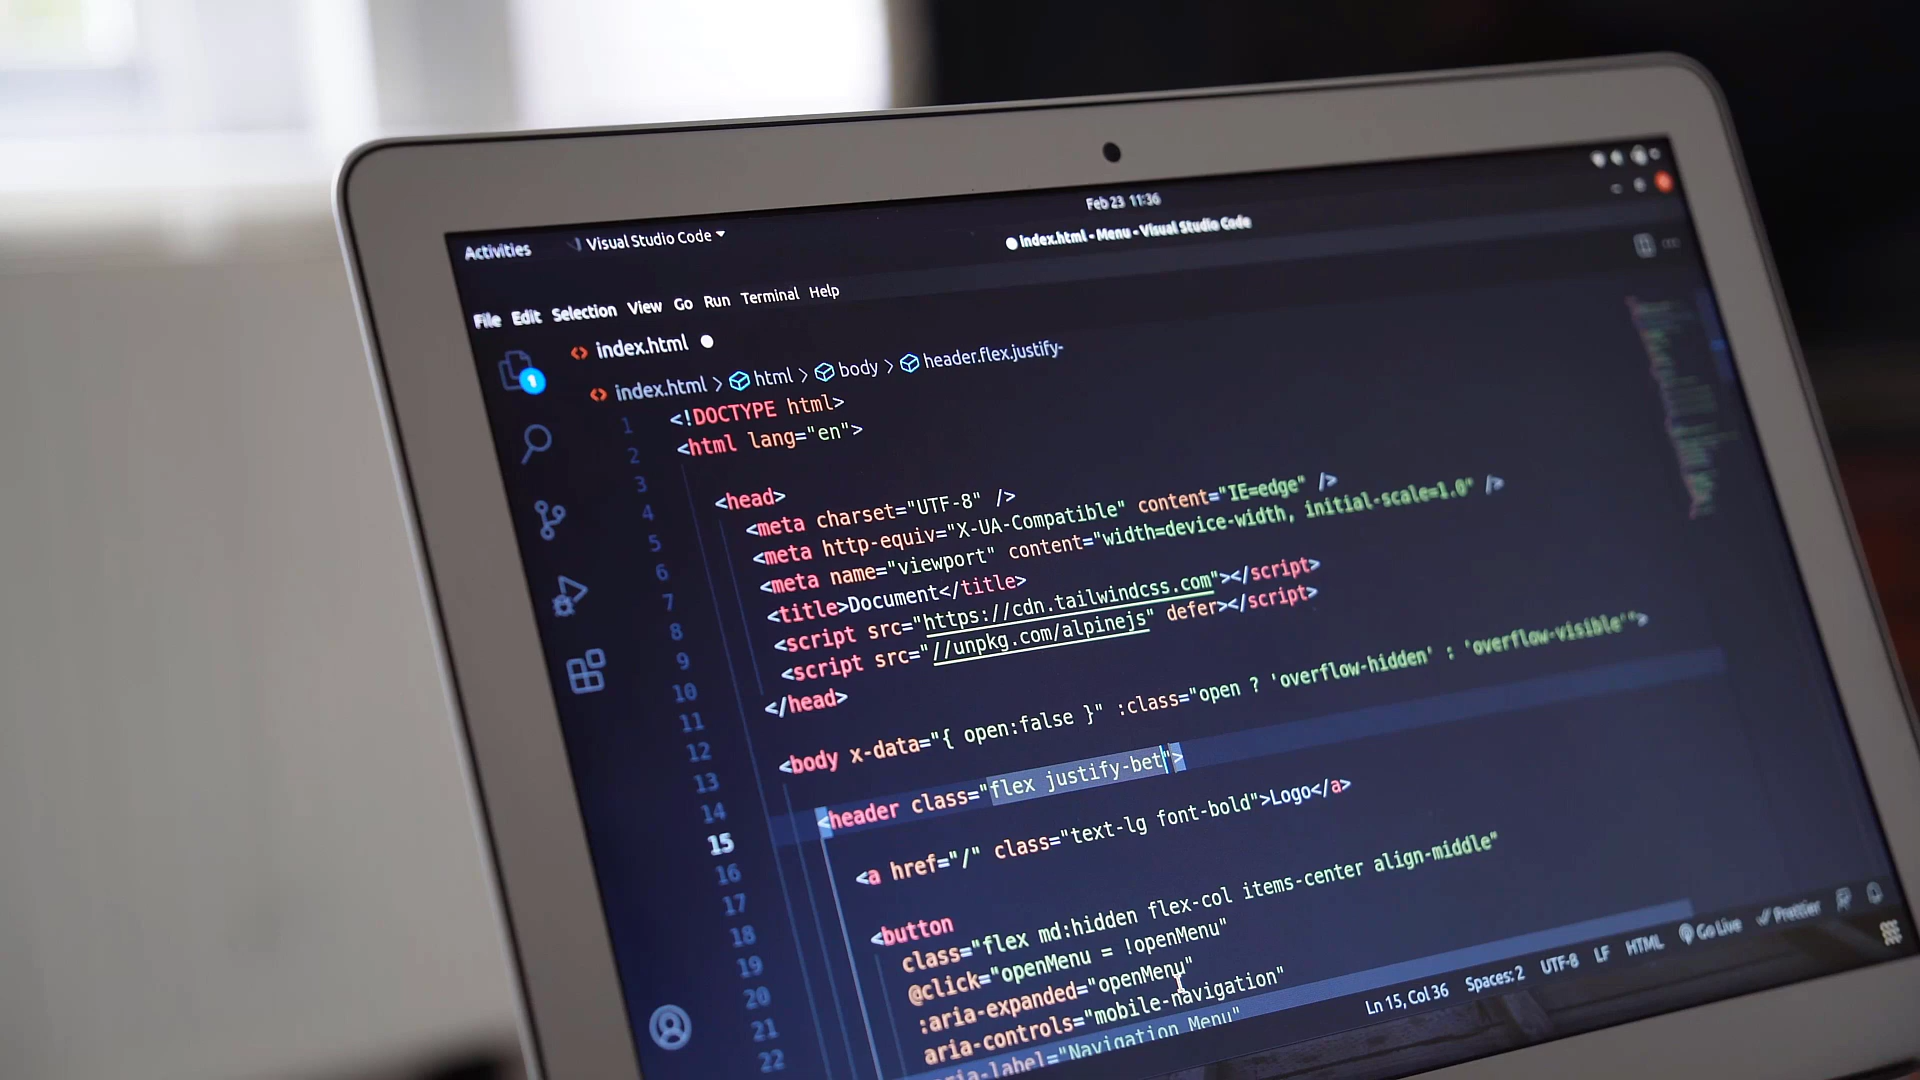 Feb 23 11:36
Activities Visual Studio Code
index.html - Menu - Visual Studio Code
File Edit Selection View Go Run Terminal Help
index.html
1
index.html > html > body > header.flex.justify-
1 <!DOCTYPE html>
2 <html lang="en">
3
4 <head>
5 <meta charset="UTF-8" />
6 <meta http-equiv="X-UA-Compatible" content="IE=edge" />
7 <meta name="viewport" content="width=device-width, initial-scale=1.0" />
8 <title>Document</title>
9 <script src="https://cdn.tailwindcss.com"></script>
10 <script src="//unpkg.com/alpinejs" defer></script>
11 </head>
12
13 <body x-data="{ open:false }" :class="open ? 'overflow-hidden' : 'overflow-visible'">
14
15 <header class="flex justify-bet">
16
17 <a href="/" class="text-lg font-bold">Logo</a>
18
19 <button
20 class="flex md:hidden flex-col items-center align-middle"
21 @click="openMenu = !openMenu"
22 :aria-expanded="openMenu"
aria-controls="mobile-navigation"
aria-label="Navigation Menu"
Ln 15, Col 36 Spaces: 2 UTF-8 LF HTML Go Live Prettier